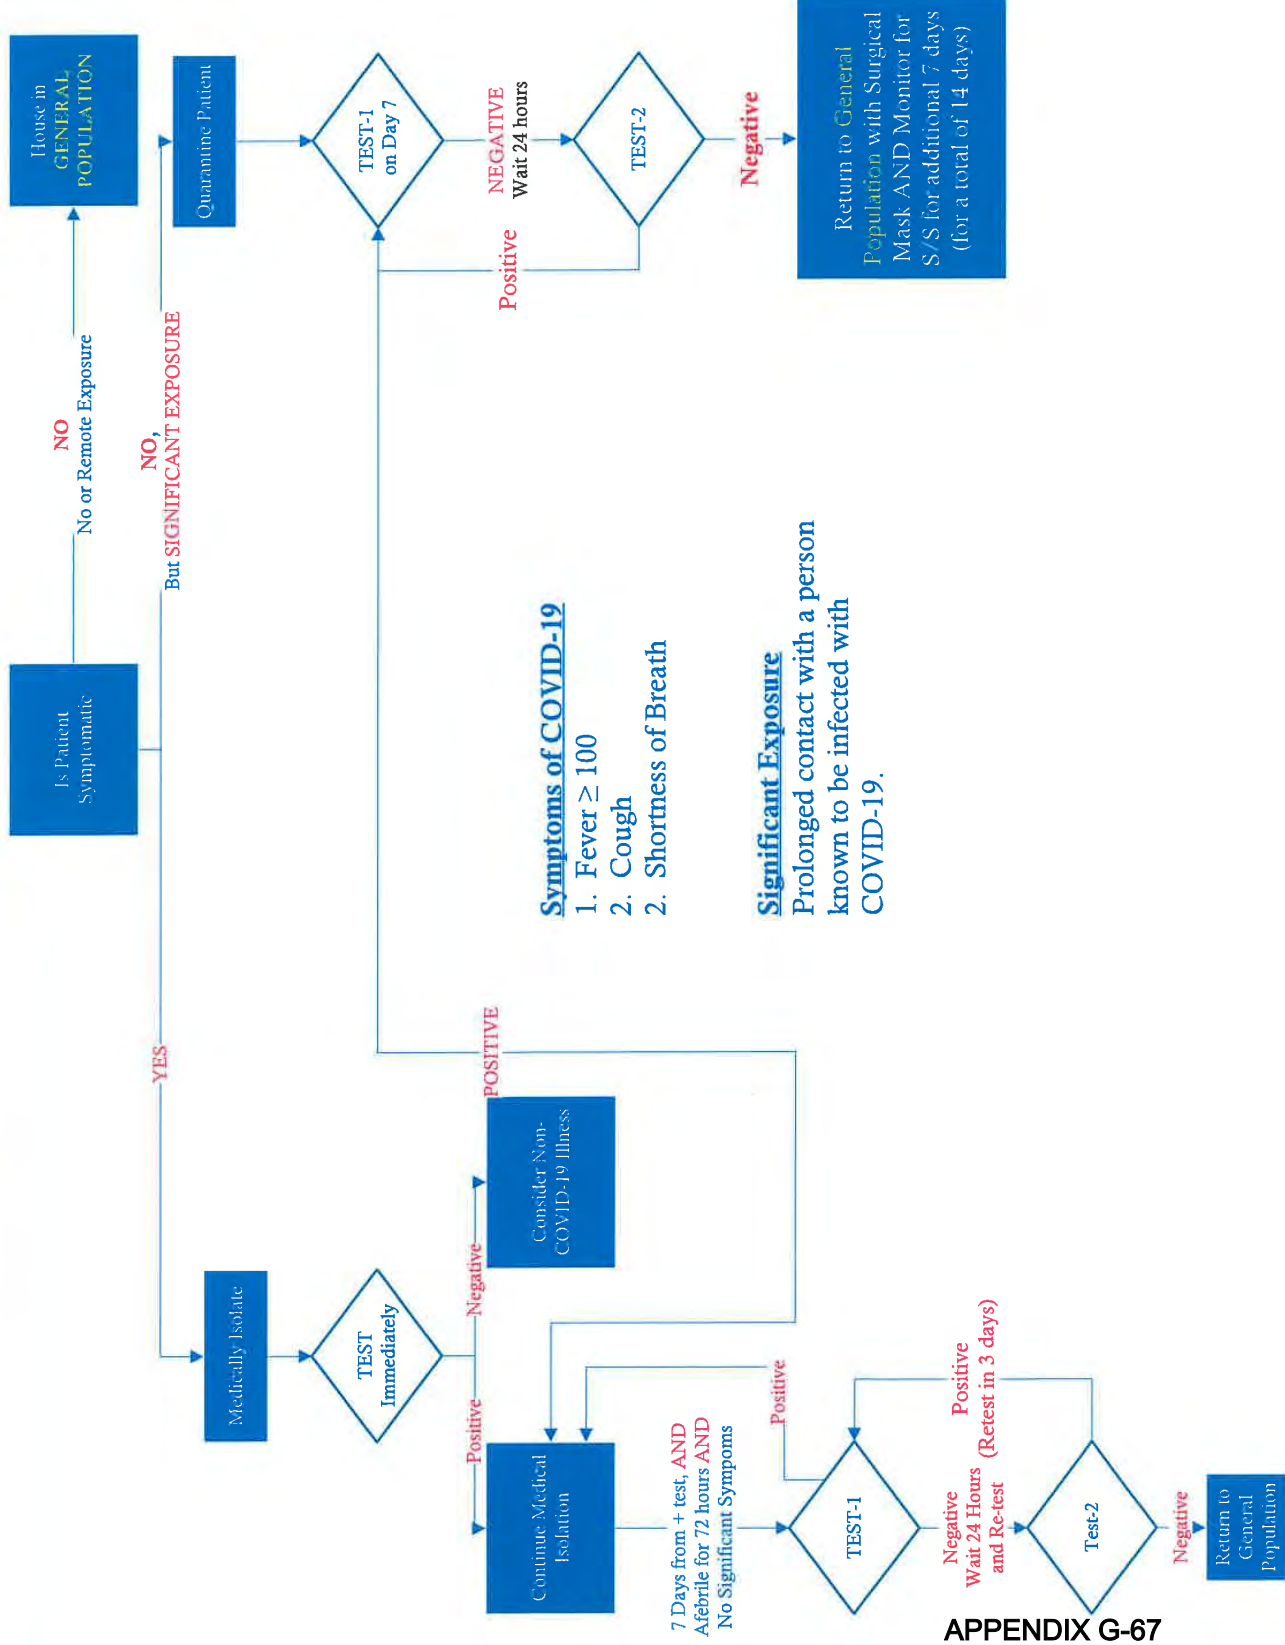 Is Patient
Symptomatic
NO
No or Remote Exposure
House in
GENERAL
POPULATION
YES
NO,
But SIGNIFICANT EXPOSURE
Medically Isolate
Quarantine Patient
TEST
Immediately
TEST-1
on Day 7
Positive
Negative
POSITIVE
Positive
NEGATIVE
Wait 24 hours
Continue Medical
Isolation
Consider Non-
COVID-19 Illness
Symptoms of COVID-19
1. Fever ≥ 100
2. Cough
2. Shortness of Breath
TEST-2
7 Days from + test, AND
Afebrile for 72 hours AND
No Significant Sympoms
Positive
Negative
Significant Exposure
Prolonged contact with a person
known to be infected with
COVID-19.
Return to General
Population with Surgical
Mask AND Monitor for
S/S for additional 7 days
(for a total of 14 days)
TEST-1
Negative
Wait 24 Hours
and Re-test
Positive
(Retest in 3 days)
Test-2
Negative
Return to
General
Population
APPENDIX G-67